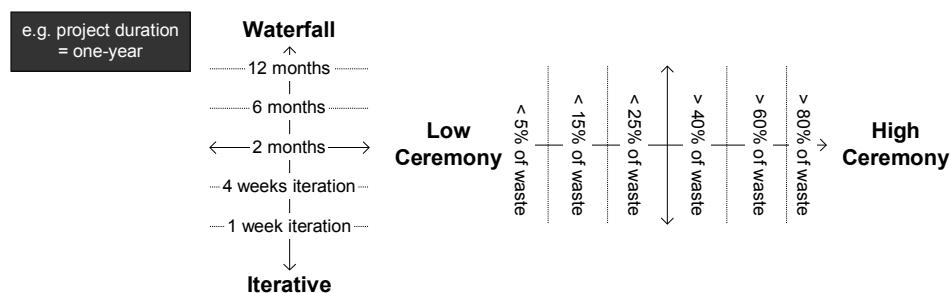 e.g. project duration
= one-year
Waterfall
12 months
6 months
2 months
4 weeks iteration
1 week iteration
Iterative
Low
Ceremony
< 5% of waste
< 15% of waste
< 25% of waste
> 40% of waste
> 60% of waste
> 80% of waste
High
Ceremony